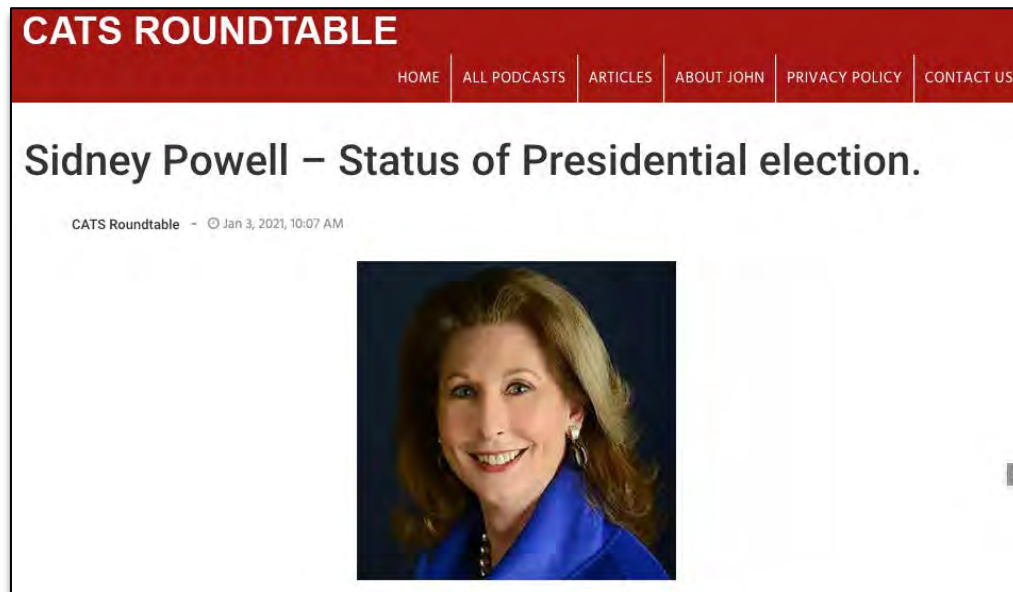 CATS ROUNDTABLE
HOME ALL PODCASTS ARTICLES ABOUT JOHN PRIVACY POLICY CONTACT US
Sidney Powell – Status of Presidential election.
CATS Roundtable - Jan 3, 2021, 10:07 AM